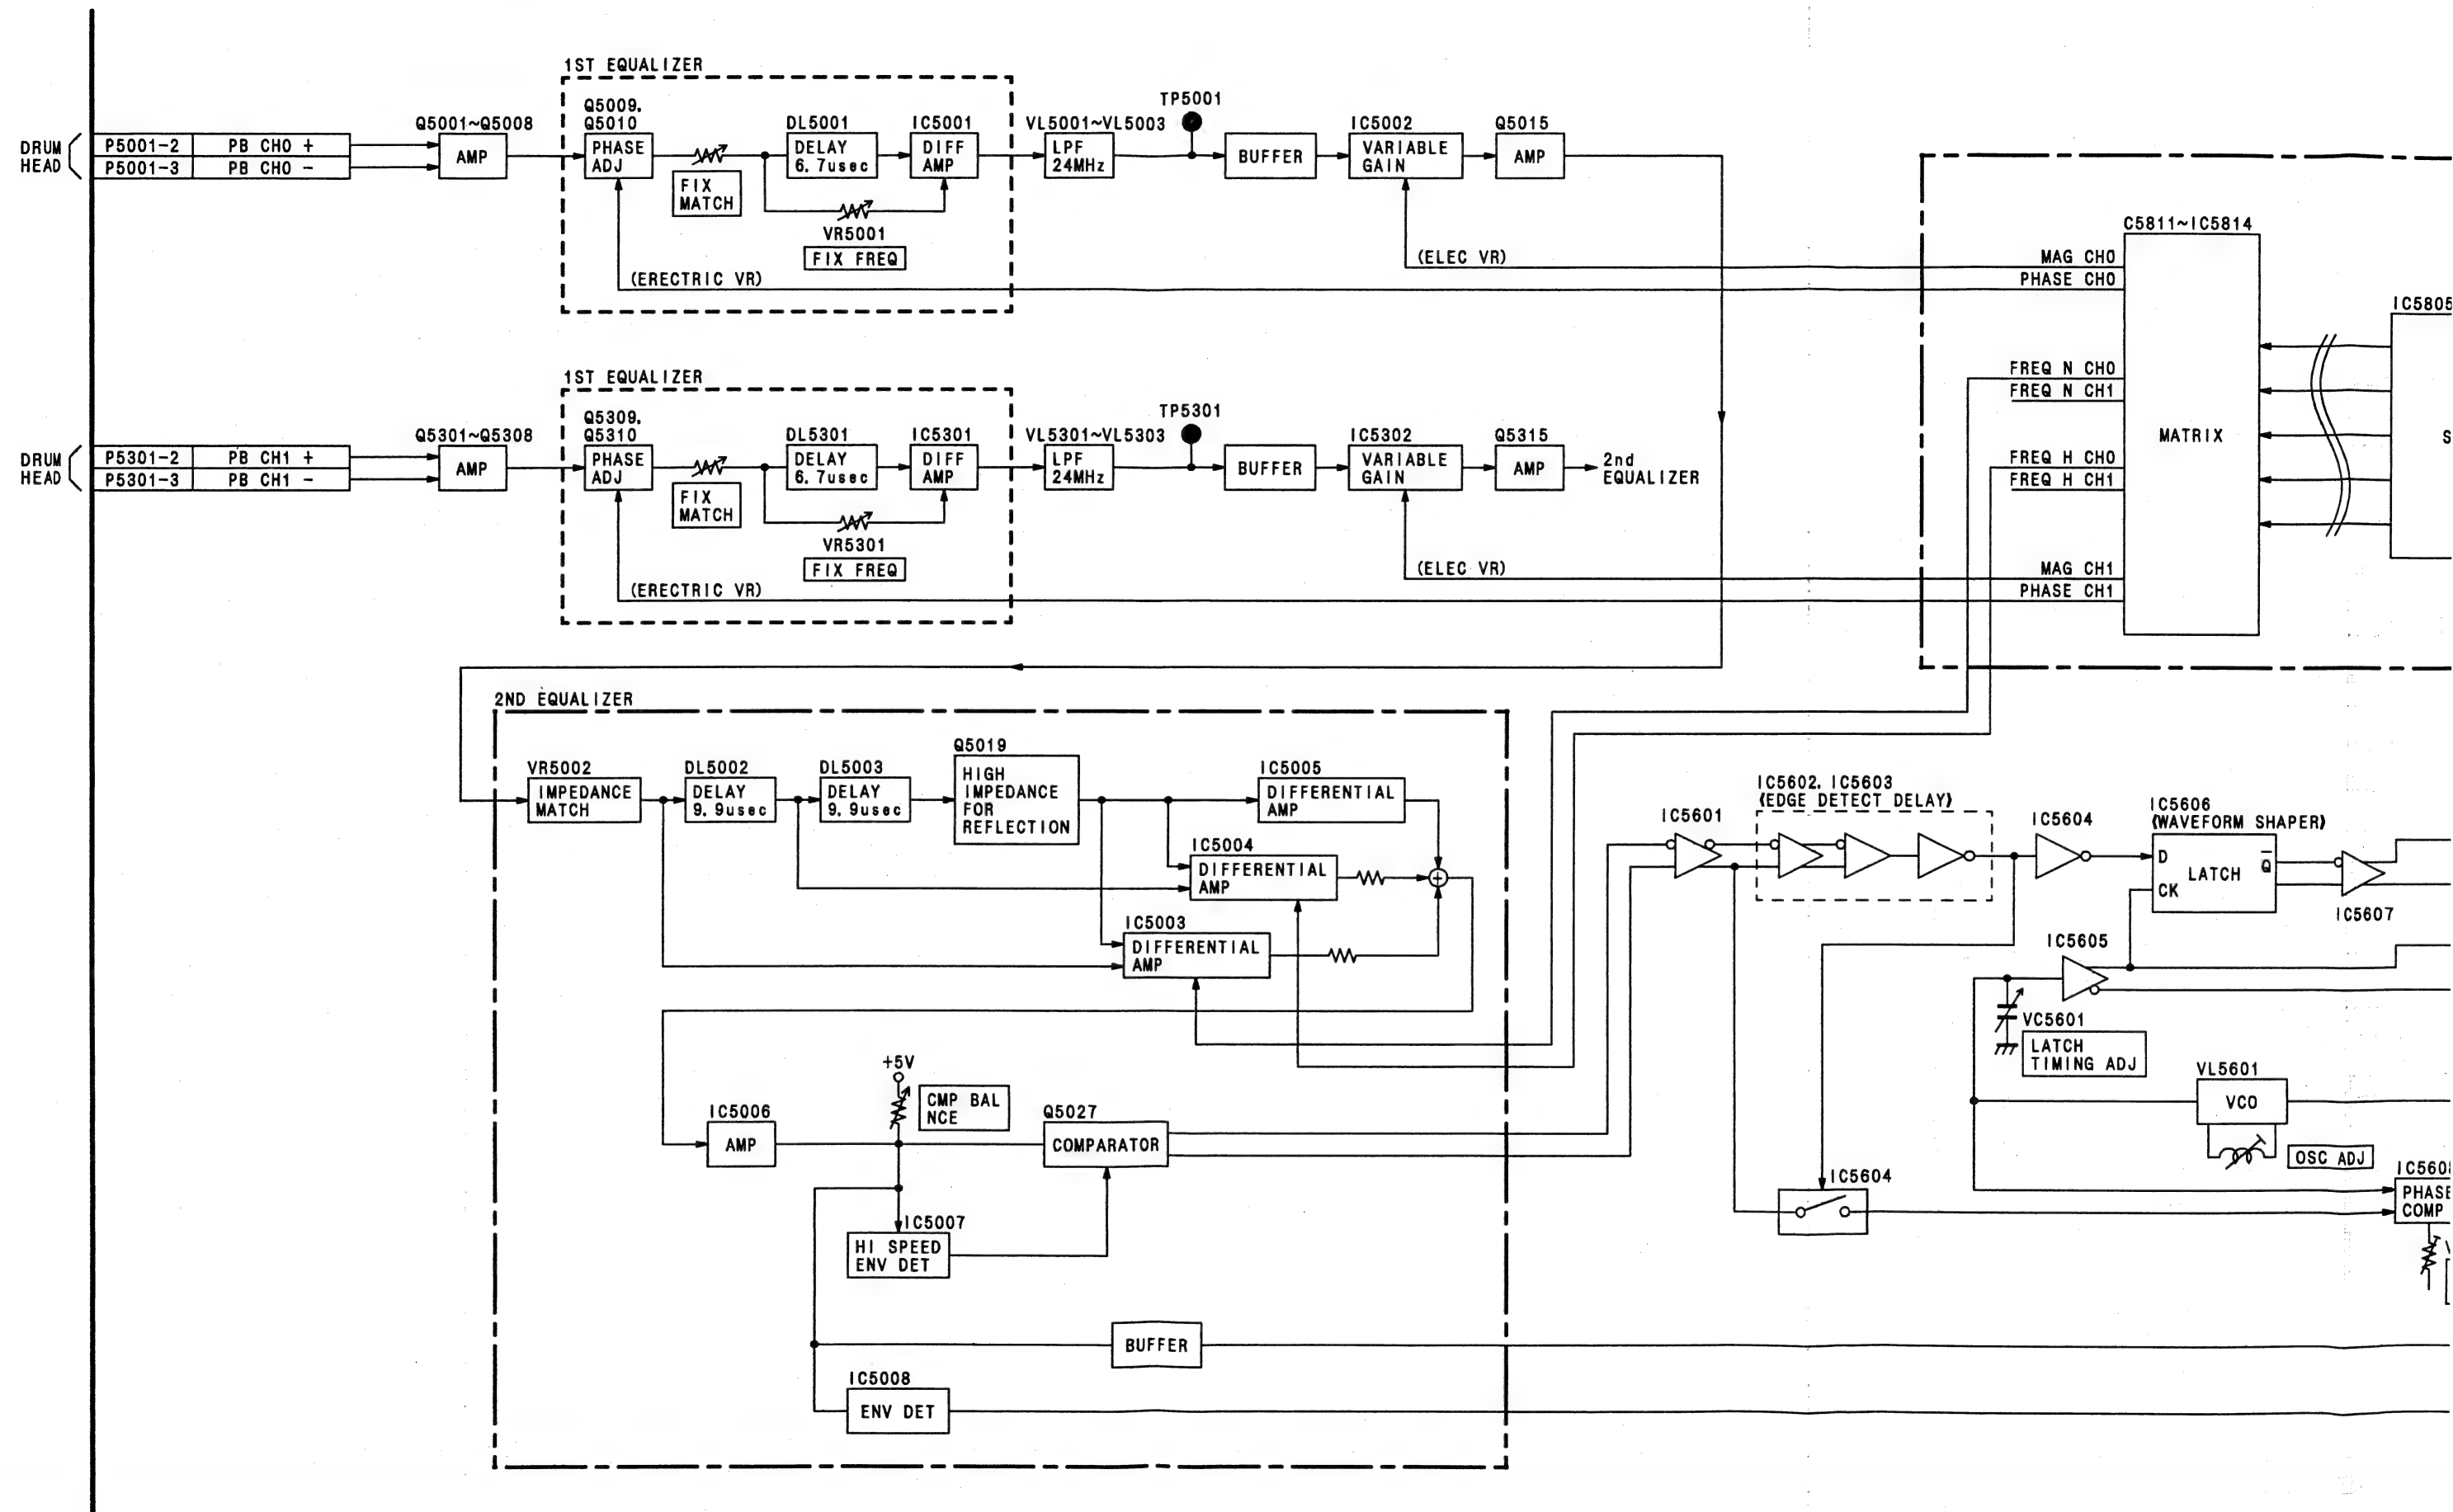 1ST EQUALIZER
Q5009.
Q5010
PHASE
ADJ
DRUM
HEAD
P5001-2 PB CH0 +
P5001-3 PB CH0 -
Q5001~Q5008
AMP
FIX
MATCH
DL5001
DELAY
6.7usec
IC5001
DIFF
AMP
VR5001
FIX FREQ
(ERECTRIC VR)
VL5001~VL5003
LPF
24MHz
TP5001
BUFFER
IC5002
VARIABLE
GAIN
Q5015
AMP
(ELEC VR)
1ST EQUALIZER
Q5309.
Q5310
PHASE
ADJ
DRUM
HEAD
P5301-2 PB CH1 +
P5301-3 PB CH1 -
Q5301~Q5308
AMP
FIX
MATCH
DL5301
DELAY
6.7usec
IC5301
DIFF
AMP
VR5301
FIX FREQ
(ERECTRIC VR)
VL5301~VL5303
LPF
24MHz
TP5301
BUFFER
IC5302
VARIABLE
GAIN
Q5315
AMP
2nd
EQUALIZER
(ELEC VR)
C5811~IC5814
MAG CH0
PHASE CH0
FREQ N CH0
FREQ N CH1
FREQ H CH0
FREQ H CH1
MAG CH1
PHASE CH1
MATRIX
IC5805
S
2ND EQUALIZER
VR5002
IMPEDANCE
MATCH
DL5002
DELAY
9.9usec
DL5003
DELAY
9.9usec
Q5019
HIGH
IMPEDANCE
FOR
REFLECTION
IC5005
DIFFERENTIAL
AMP
IC5004
DIFFERENTIAL
AMP
IC5003
DIFFERENTIAL
AMP
+5V
CMP BAL
NCE
IC5006
AMP
Q5027
COMPARATOR
IC5007
HI SPEED
ENV DET
BUFFER
IC5008
ENV DET
IC5601
IC5602. IC5603
(EDGE DETECT DELAY)
IC5604
IC5606
(WAVEFORM SHAPER)
D
Q
LATCH
CK
IC5607
IC5605
VC5601
LATCH
TIMING ADJ
VL5601
VCO
OSC ADJ
IC5604
IC560
PHASE
COMP